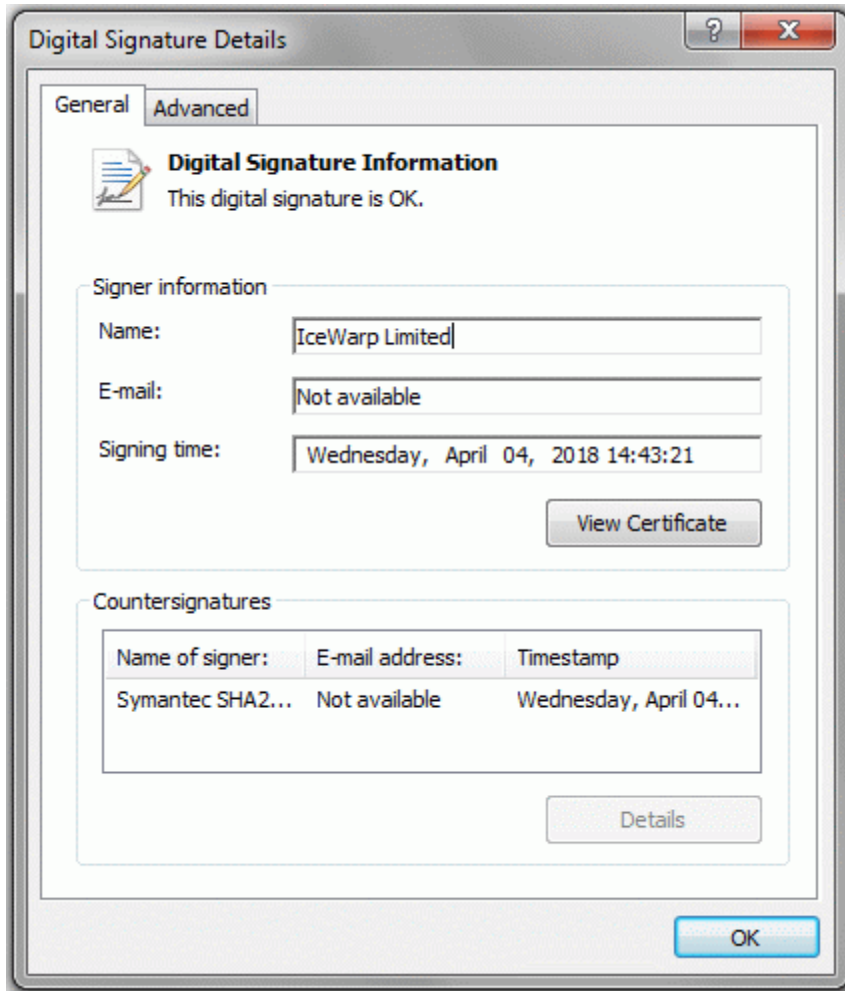 Digital Signature Details
General Advanced
Digital Signature Information
This digital signature is OK.
Signer information
Name: IceWarp Limited
E-mail: Not available
Signing time: Wednesday, April 04, 2018 14:43:21
View Certificate
Countersignatures
Name of signer: E-mail address: Timestamp
Symantec SHA2... Not available Wednesday, April 04...
Details
OK